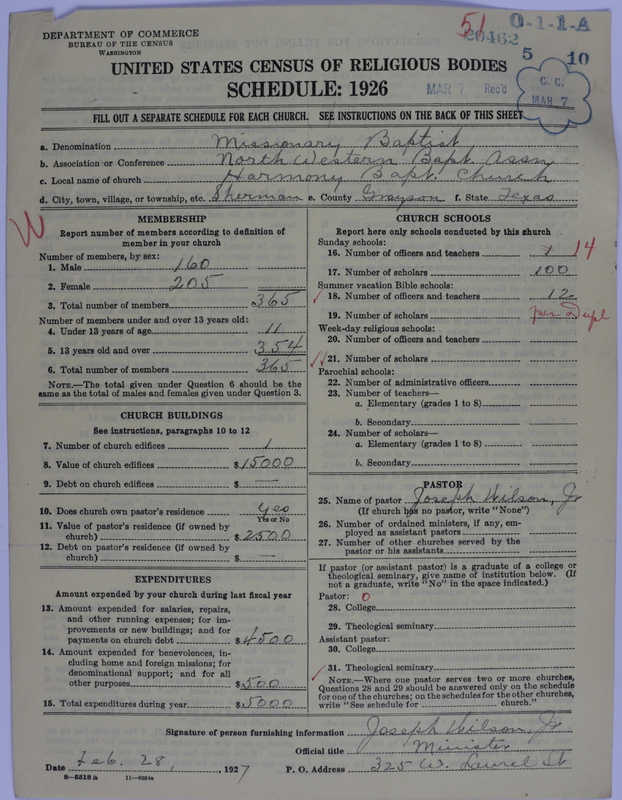 DEPARTMENT OF COMMERCE
BUREAU OF THE CENSUS
WASHINGTON
51
20462
0-1-1-A
5 10
MAR 7 Rec'd
C. C.
MAR 7
UNITED STATES CENSUS OF RELIGIOUS BODIES
SCHEDULE: 1926
FILL OUT A SEPARATE SCHEDULE FOR EACH CHURCH. SEE INSTRUCTIONS ON THE BACK OF THIS SHEET
a. Denomination Missionary Baptist
b. Association or Conference North Western Bapt. Assn
c. Local name of church Harmony Bapt. Church
d. City, town, village, or township, etc. Sherman e. County Grayson f. State Texas
W
MEMBERSHIP
Report number of members according to definition of
member in your church
Number of members, by sex:
1. Male 160
2. Female 205
3. Total number of members 365
Number of members under and over 13 years old:
4. Under 13 years of age 11
5. 13 years old and over 354
6. Total number of members 365
NOTE.—The total given under Question 6 should be
the same as the total of males and females given under Question 3.
CHURCH BUILDINGS
See instructions, paragraphs 10 to 12
7. Number of church edifices 1
8. Value of church edifices $15000
9. Debt on church edifices $ —
10. Does church own pastor's residence Yes
Yes or No
11. Value of pastor's residence (if owned by
church) $2500
12. Debt on pastor's residence (if owned by
church) $ —
EXPENDITURES
Amount expended by your church during last fiscal year
13. Amount expended for salaries, repairs,
and other running expenses; for im-
provements or new buildings; and for
payments on church debt $4500
14. Amount expended for benevolences, in-
cluding home and foreign missions; for
denominational support; and for all
other purposes $500
15. Total expenditures during year $5000
CHURCH SCHOOLS
Report here only schools conducted by this church
Sunday schools:
16. Number of officers and teachers 1 14
17. Number of scholars 100
Summer vacation Bible schools:
18. Number of officers and teachers 12
19. Number of scholars per Dupl
Week-day religious schools:
20. Number of officers and teachers
21. Number of scholars
Parochial schools:
22. Number of administrative officers
23. Number of teachers—
a. Elementary (grades 1 to 8)
b. Secondary
24. Number of scholars—
a. Elementary (grades 1 to 8)
b. Secondary
PASTOR
25. Name of pastor Joseph Wilson, Jr
(If church has no pastor, write "None")
26. Number of ordained ministers, if any, em-
ployed as assistant pastors
27. Number of other churches served by the
pastor or his assistants
If pastor (or assistant pastor) is a graduate of a college or
theological seminary, give name of institution below. (If
not a graduate, write "No" in the space indicated.)
Pastor: 0
28. College
29. Theological seminary
Assistant pastor:
30. College
31. Theological seminary
NOTE.—Where one pastor serves two or more churches,
Questions 28 and 29 should be answered only on the schedule
for one of the churches; on the schedules for the other churches,
write "See schedule for church."
Signature of person furnishing information Joseph Wilson, Jr
Official title Minister
Date Feb. 28, 1927 P. O. Address 325 W. Laurel St
8-5518a 11-9254a